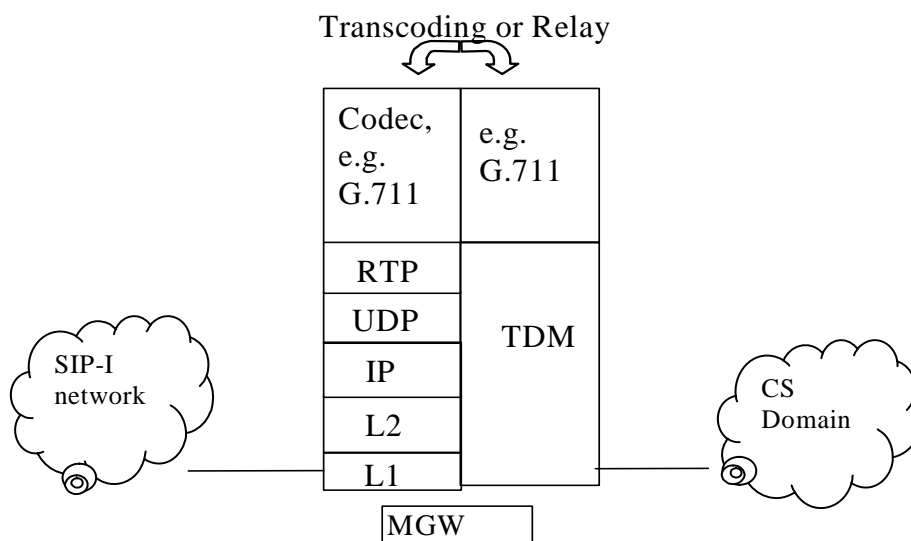 Transcoding or Relay
Codec,
e.g.
G.711
e.g.
G.711
RTP
UDP
IP
L2
L1
TDM
SIP-I
network
CS
Domain
MGW